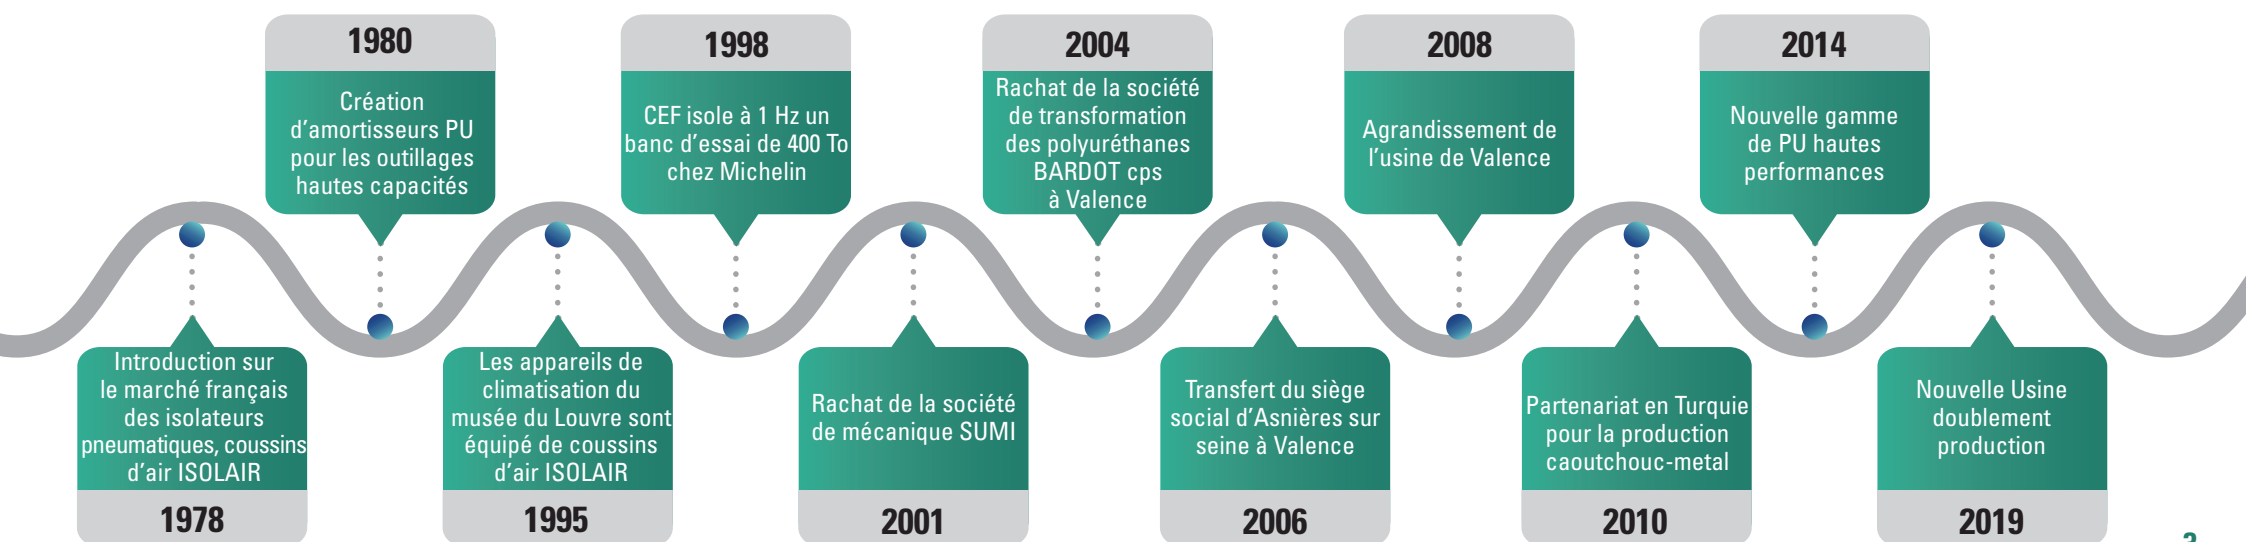 1980
Création
d'amortisseurs PU
pour les outillages
hautes capacités
1998
CEF isole à 1 Hz un
banc d'essai de 400 To
chez Michelin
2004
Rachat de la société
de transformation
des polyuréthanes
BARDOT cps
à Valence
2008
Agrandissement de
l'usine de Valence
2014
Nouvelle gamme
de PU hautes
performances
Introduction sur
le marché français
des isolateurs
pneumatiques, coussins
d'air ISOLAIR
1978
Les appareils de
climatisation du
musée du Louvre sont
équipé de coussins
d'air ISOLAIR
1995
Rachat de la société
de mécanique SUMI
2001
Transfert du siège
social d'Asnières sur
seine à Valence
2006
Partenariat en Turquie
pour la production
caoutchouc-metal
2010
Nouvelle Usine
doublement
production
2019